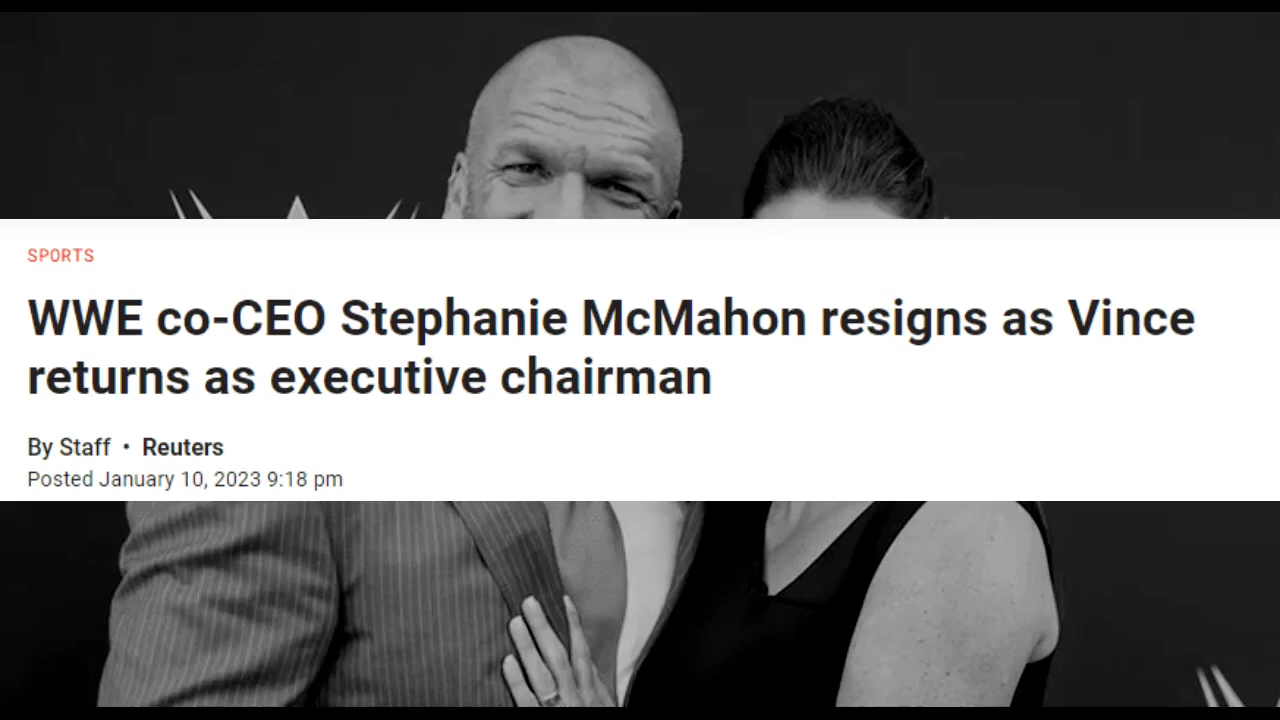 SPORTS
WWE co-CEO Stephanie McMahon resigns as Vince
returns as executive chairman
By Staff • Reuters
Posted January 10, 2023 9:18 pm